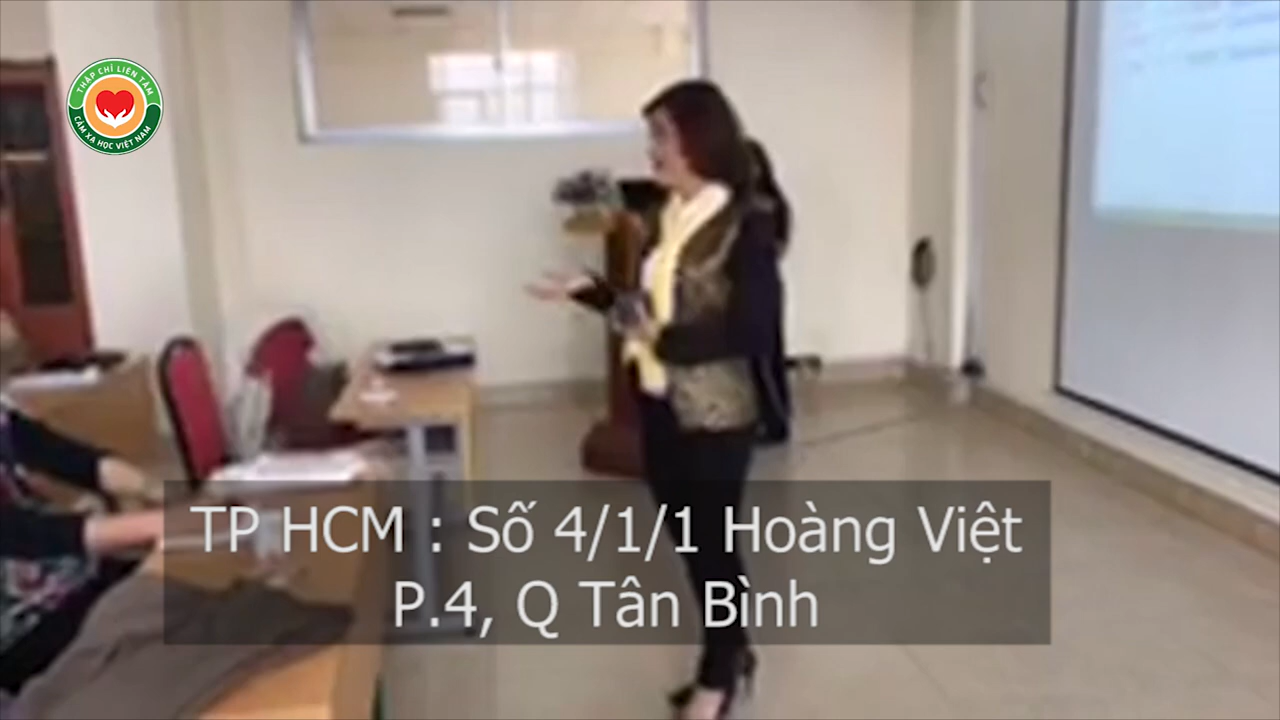 THẬP CHỈ LIÊN TÂM
CẢM XẠ HỌC VIỆT NAM
TP HCM : Số 4/1/1 Hoàng Việt
P.4, Q Tân Bình